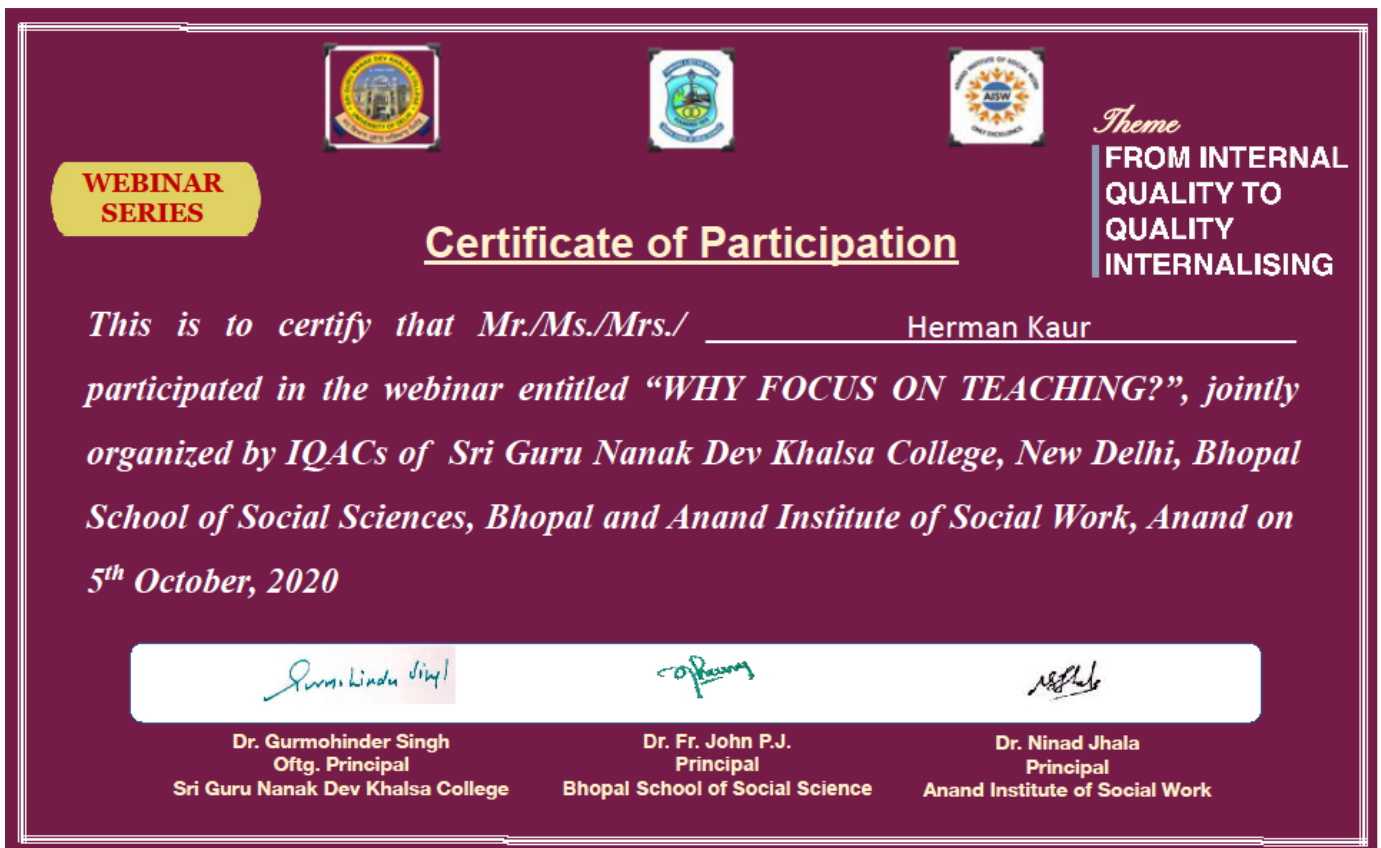 AISW
ONLY EXCELLENCE
Theme
FROM INTERNAL
QUALITY TO
QUALITY
INTERNALISING
WEBINAR
SERIES
Certificate of Participation
This is to certify that Mr./Ms./Mrs./ Herman Kaur
participated in the webinar entitled “WHY FOCUS ON TEACHING?”, jointly
organized by IQACs of Sri Guru Nanak Dev Khalsa College, New Delhi, Bhopal
School of Social Sciences, Bhopal and Anand Institute of Social Work, Anand on
5th October, 2020
Dr. Gurmohinder Singh
Oftg. Principal
Sri Guru Nanak Dev Khalsa College
Dr. Fr. John P.J.
Principal
Bhopal School of Social Science
Dr. Ninad Jhala
Principal
Anand Institute of Social Work